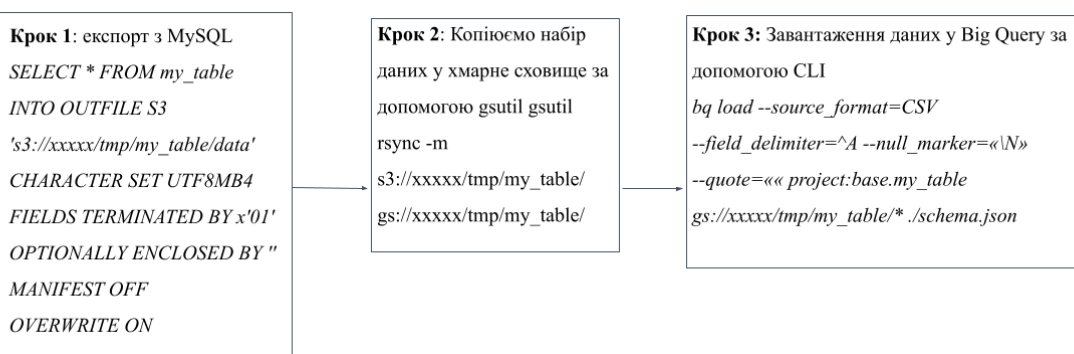 Крок 1: експорт з MySQL
SELECT * FROM my_table
INTO OUTFILE S3
's3://xxxxx/tmp/my_table/data'
CHARACTER SET UTF8MB4
FIELDS TERMINATED BY x'01'
OPTIONALLY ENCLOSED BY ''
MANIFEST OFF
OVERWRITE ON
Крок 2: Копіюємо набір
даних у хмарне сховище за
допомогою gsutil gsutil
rsync -m
s3://xxxxx/tmp/my_table/
gs://xxxxx/tmp/my_table/
Крок 3: Завантаження даних у Big Query за
допомогою CLI
bq load --source_format=CSV
--field_delimiter=^A --null_marker=«\N»
--quote=«« project:base.my_table
gs://xxxxx/tmp/my_table/* ./schema.json